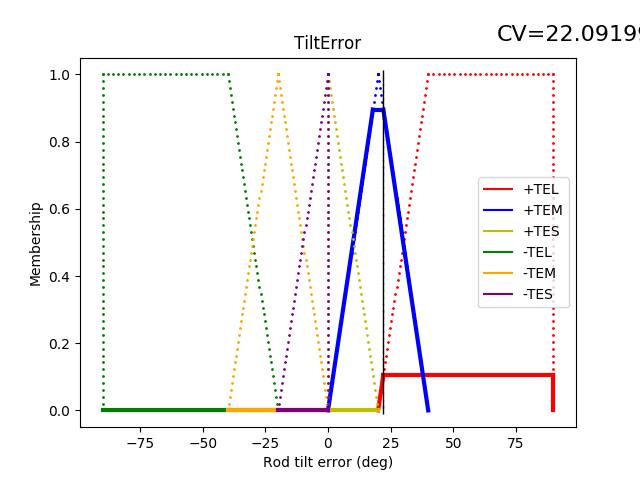 CV=22.09199
TiltError
1.0
0.8
0.6
0.4
0.2
0.0
Membership
+TEL
+TEM
+TES
-TEL
-TEM
-TES
−75 −50 −25 0 25 50 75
Rod tilt error (deg)